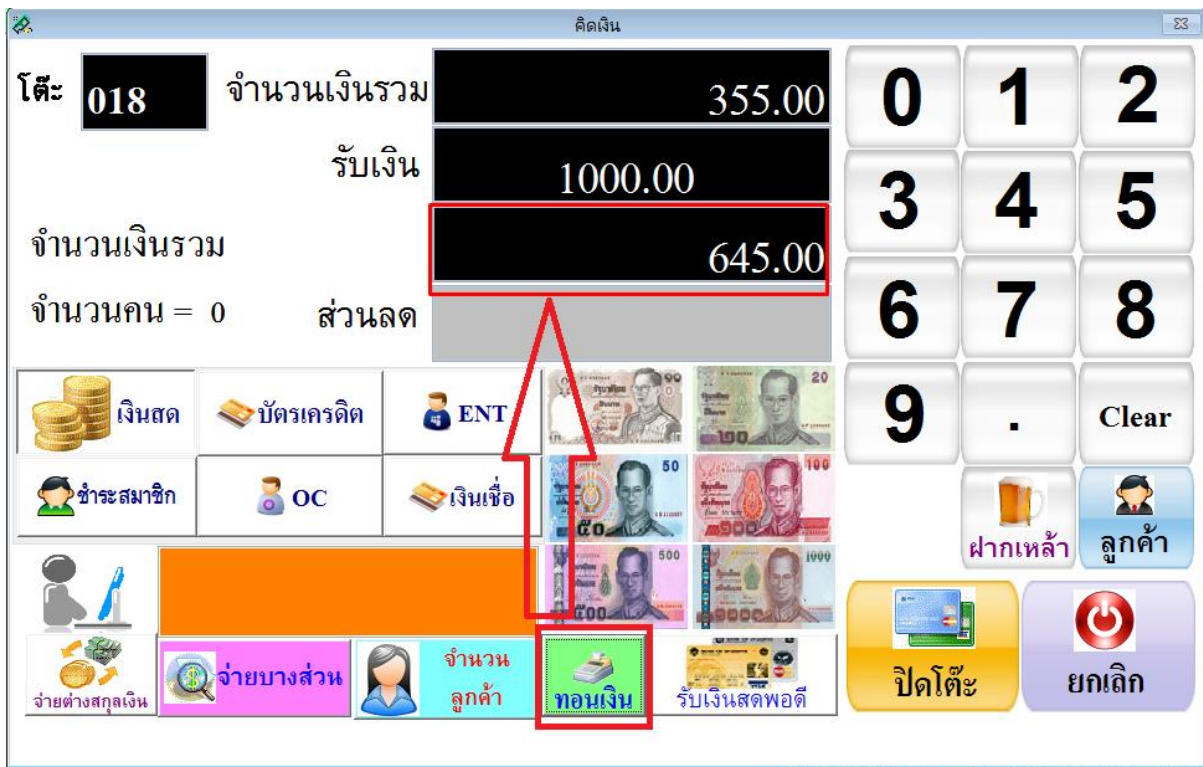 คิดเงิน
โต๊ะ 018 จำนวนเงินรวม 355.00
รับเงิน 1000.00
จำนวนเงินรวม 645.00
จำนวนคน = 0 ส่วนลด
0 1 2
3 4 5
6 7 8
9 . Clear
เงินสด บัตรเครดิต ENT
20
ชำระสมาชิก OC เงินเชื่อ
50 100
500 1000
ฝากเหล้า ลูกค้า
จ่ายต่างสกุลเงิน จ่ายบางส่วน
จำนวน
ลูกค้า
ทอนเงิน รับเงินสดพอดี
ปิดโต๊ะ ยกเลิก